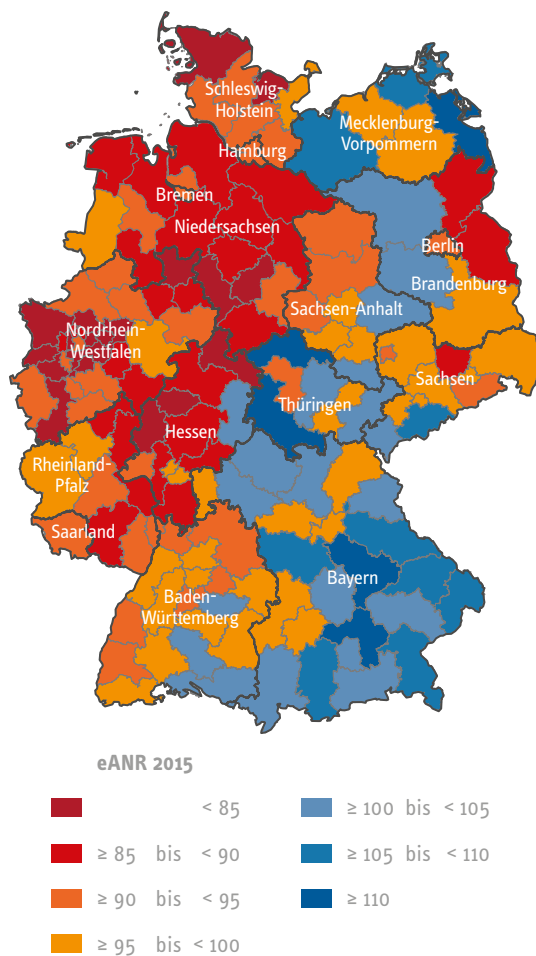 Schleswig-
Holstein
Mecklenburg-
Vorpommern
Hamburg
Bremen
Niedersachsen
Berlin
Brandenburg
Sachsen-Anhalt
Nordrhein-
Westfalen
Sachsen
Thüringen
Hessen
Rheinland-
Pfalz
Saarland
Bayern
Baden-
Württemberg
eANR 2015
< 85
≥ 85 bis < 90
≥ 90 bis < 95
≥ 95 bis < 100
≥ 100 bis < 105
≥ 105 bis < 110
≥ 110